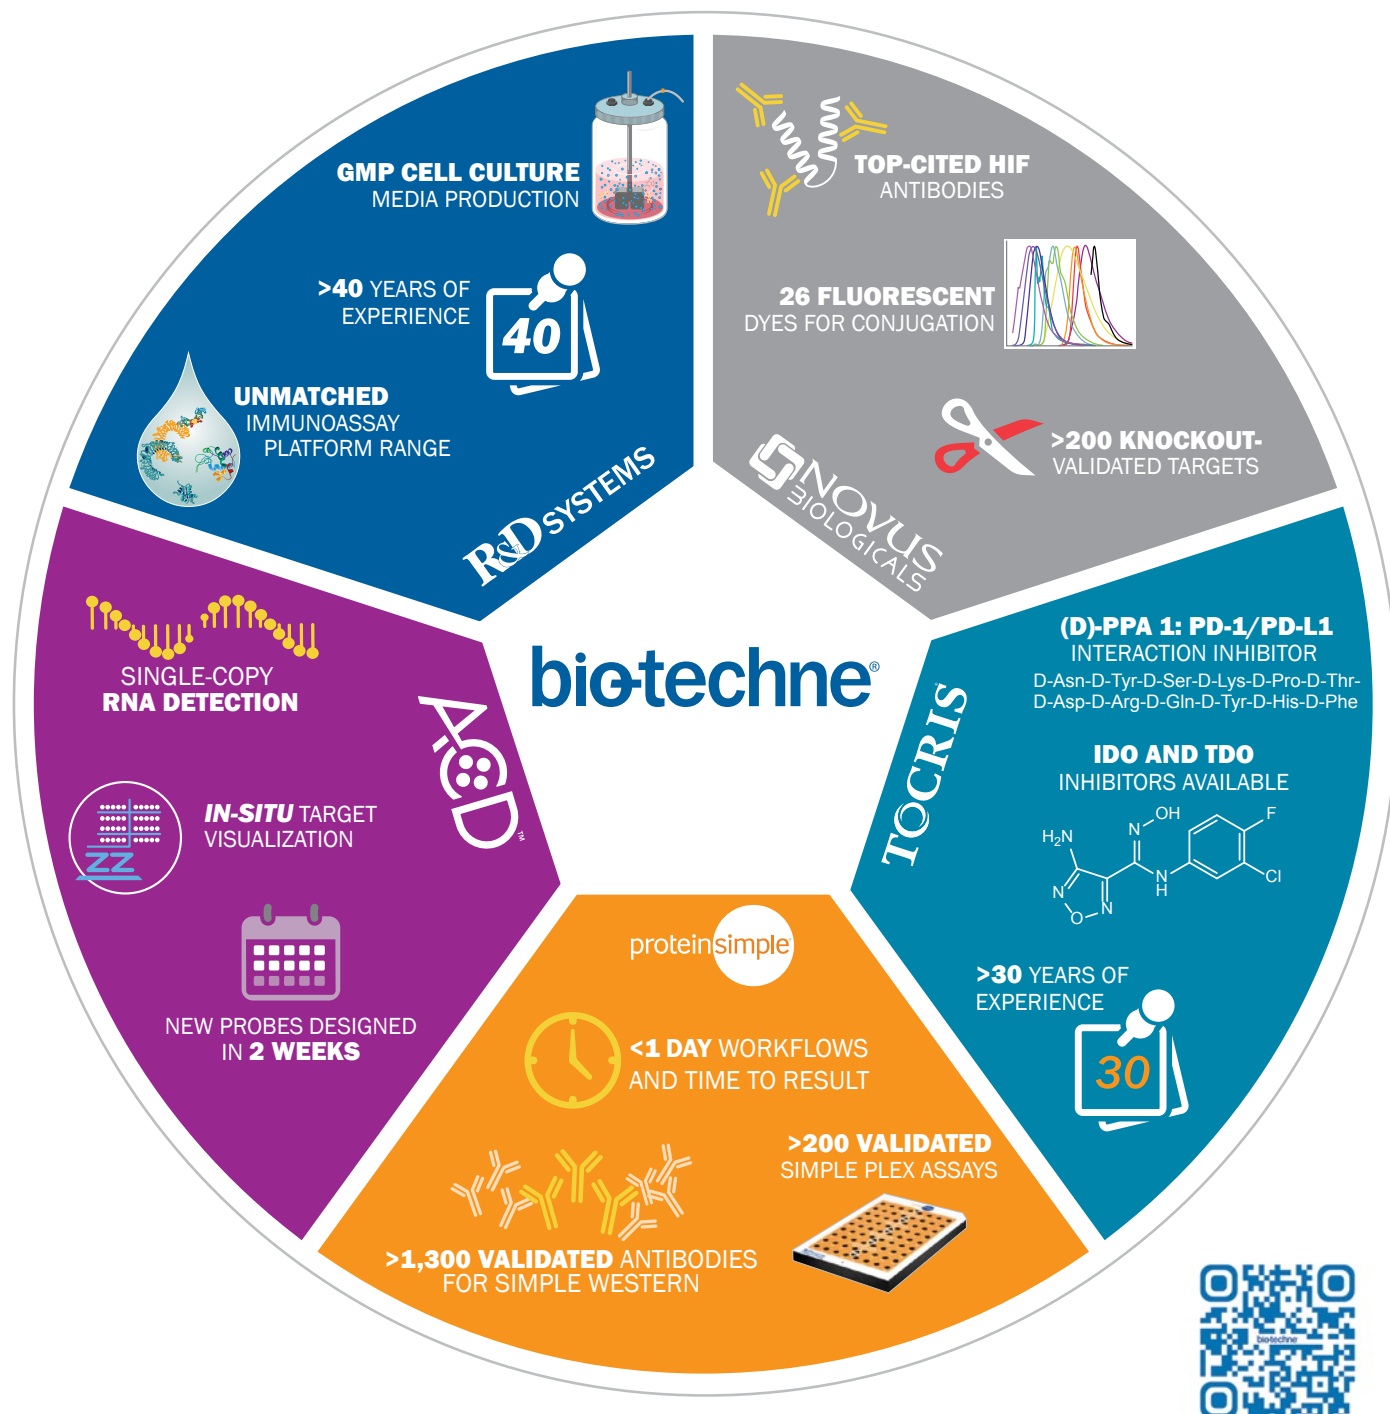 GMP CELL CULTURE
MEDIA PRODUCTION
>40 YEARS OF
EXPERIENCE
40
UNMATCHED
IMMUNOASSAY
PLATFORM RANGE
R&D SYSTEMS
TOP-CITED HIF
ANTIBODIES
26 FLUORESCENT
DYES FOR CONJUGATION
>200 KNOCKOUT-
VALIDATED TARGETS
NOVUS
BIOLOGICALS
bio-techne®
SINGLE-COPY
RNA DETECTION
IN-SITU TARGET
VISUALIZATION
ZZ
NEW PROBES DESIGNED
IN 2 WEEKS
ACD™
(D)-PPA 1: PD-1/PD-L1
INTERACTION INHIBITOR
D-Asn-D-Tyr-D-Ser-D-Lys-D-Pro-D-Thr-
D-Asp-D-Arg-D-Gln-D-Tyr-D-His-D-Phe
IDO AND TDO
INHIBITORS AVAILABLE
H₂N
N
OH
F
N
H
Cl
N
O
N
>30 YEARS OF
EXPERIENCE
30
TOCRIS
proteinsimple
<1 DAY WORKFLOWS
AND TIME TO RESULT
>200 VALIDATED
SIMPLE PLEX ASSAYS
>1,300 VALIDATED ANTIBODIES
FOR SIMPLE WESTERN
bio-techne